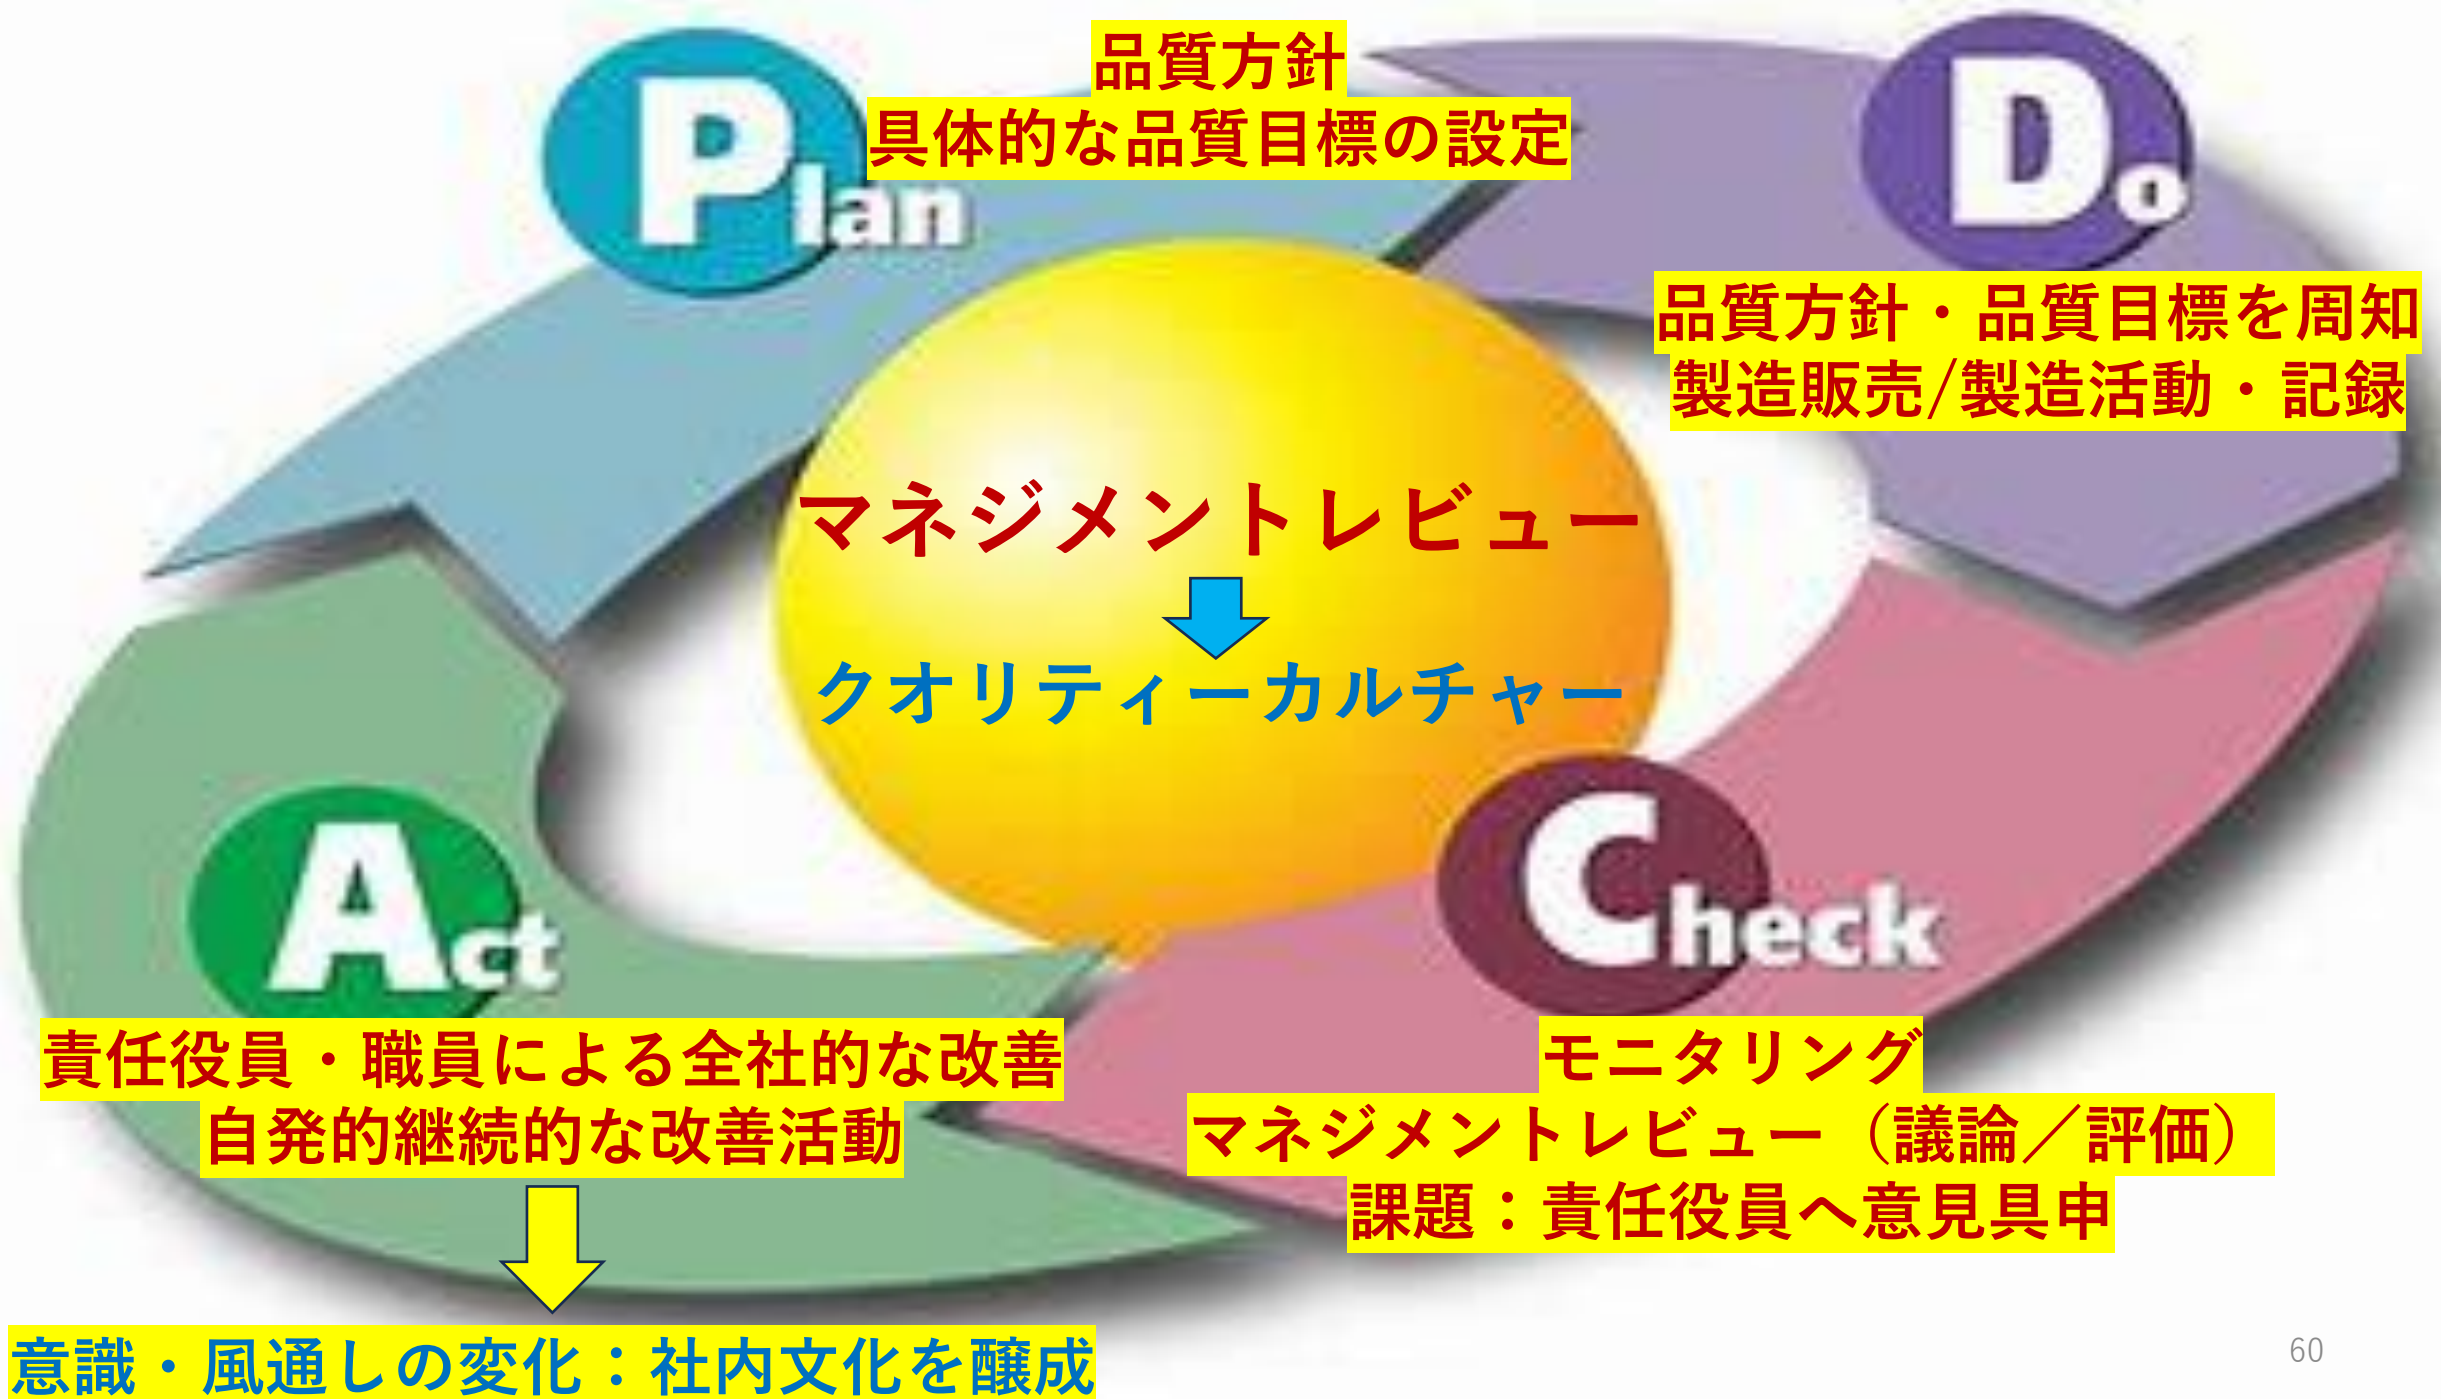 Plan
品質方針
具体的な品質目標の設定
Do
品質方針・品質目標を周知
製造販売/製造活動・記録
マネジメントレビュー
クオリティーカルチャー
Check
モニタリング
マネジメントレビュー（議論／評価）
課題：責任役員へ意見具申
Act
責任役員・職員による全社的な改善
自発的継続的な改善活動
意識・風通しの変化：社内文化を醸成
60